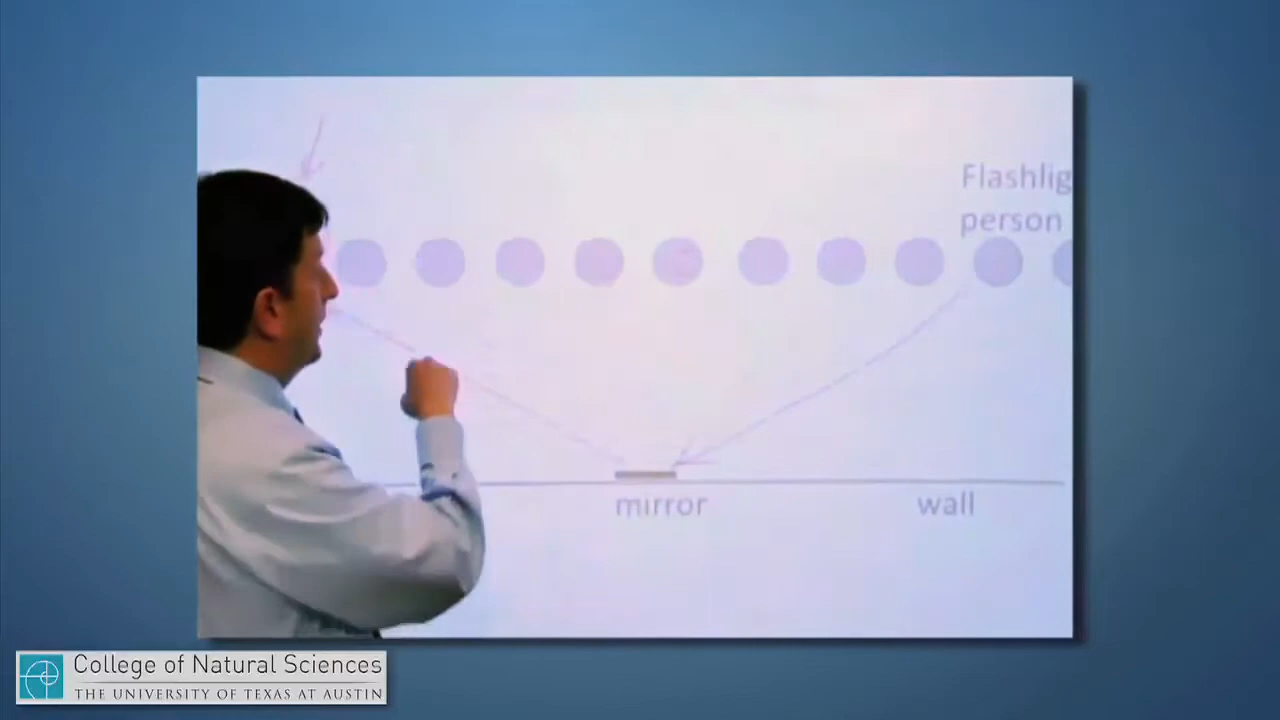 Flashlig
person
mirror
wall
College of Natural Sciences
THE UNIVERSITY OF TEXAS AT AUSTIN